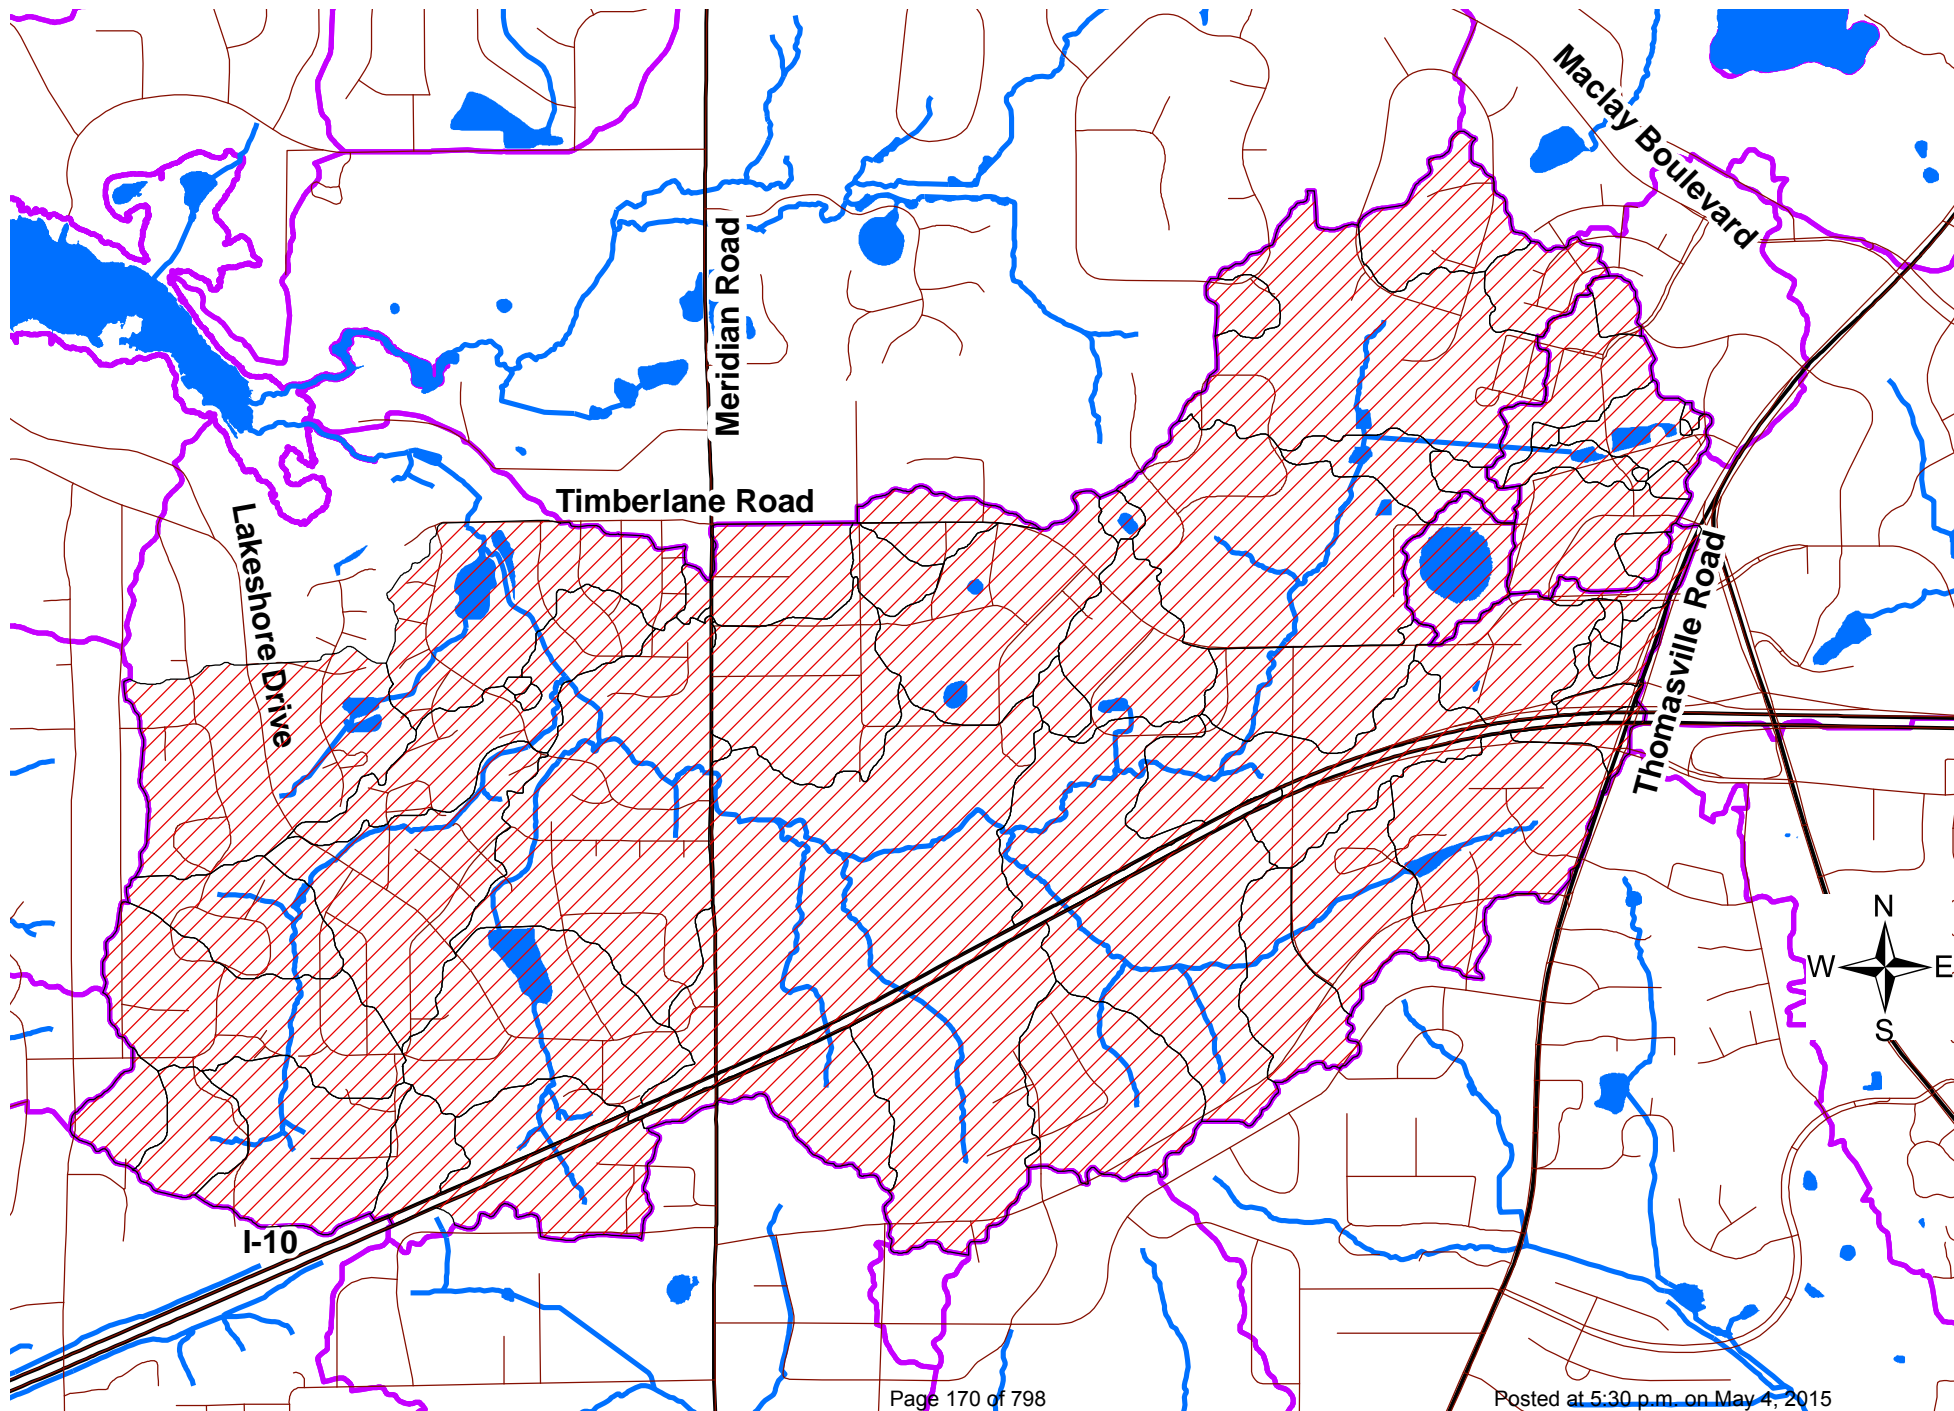 Maclay Boulevard
Meridian Road
Timberlane Road
Lakeshore Drive
Thomasville Road
N
W
E
S
I-10
Page 170 of 798
Posted at 5:30 p.m. on May 4, 2015